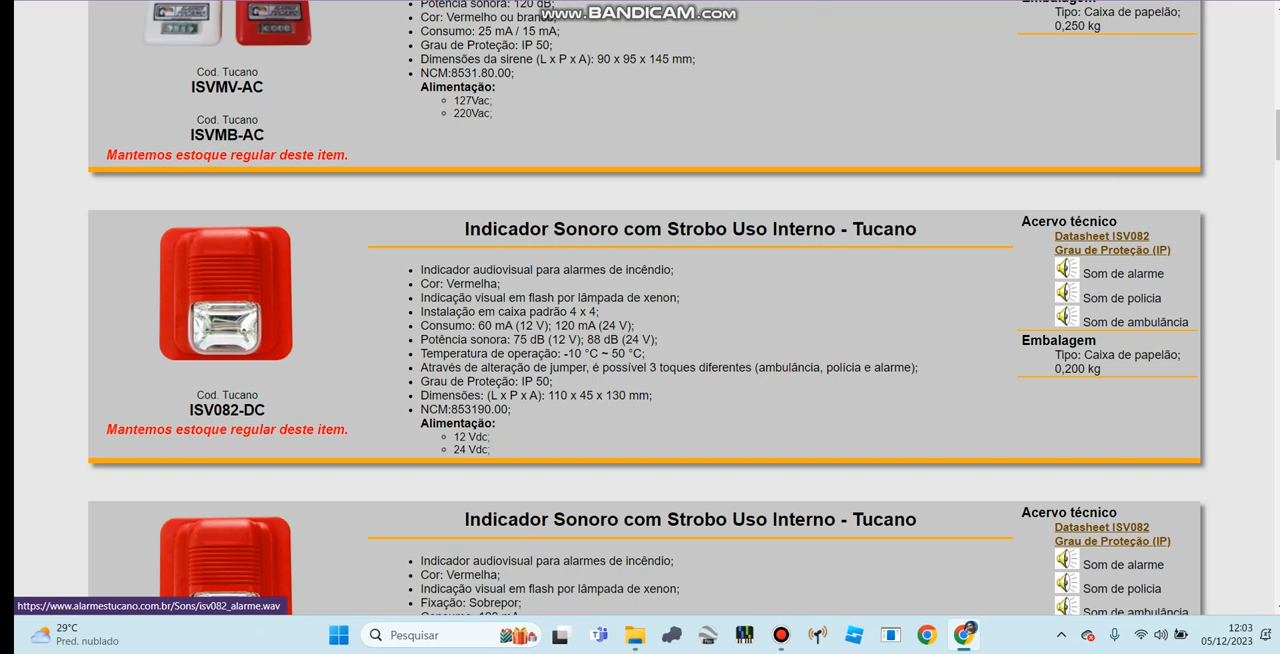 www.BANDICAM.com
Potência sonora: 120 dB;
Cor: Vermelho ou branco;
Consumo: 25 mA / 15 mA;
Grau de Proteção: IP 50;
Dimensões da sirene (L x P x A): 90 x 95 x 145 mm;
NCM:8531.80.00;
Alimentação:
127Vac;
220Vac;
Embalagem
Tipo: Caixa de papelão;
0,250 kg
Cod. Tucano
ISVMV-AC
Cod. Tucano
ISVMB-AC
Mantemos estoque regular deste item.
Indicador Sonoro com Strobo Uso Interno - Tucano
Indicador audiovisual para alarmes de incêndio;
Cor: Vermelha;
Indicação visual em flash por lâmpada de xenon;
Instalação em caixa padrão 4 x 4;
Consumo: 60 mA (12 V); 120 mA (24 V);
Potência sonora: 75 dB (12 V); 88 dB (24 V);
Temperatura de operação: -10 °C ~ 50 °C;
Através de alteração de jumper, é possível 3 toques diferentes (ambulância, polícia e alarme);
Grau de Proteção: IP 50;
Dimensões: (L x P x A): 110 x 45 x 130 mm;
NCM:853190.00;
Alimentação:
12 Vdc;
24 Vdc;
Cod. Tucano
ISV082-DC
Mantemos estoque regular deste item.
Acervo técnico
Datasheet ISV082
Grau de Proteção (IP)
Som de alarme
Som de policia
Som de ambulância
Embalagem
Tipo: Caixa de papelão;
0,200 kg
Indicador Sonoro com Strobo Uso Interno - Tucano
Indicador audiovisual para alarmes de incêndio;
Cor: Vermelha;
Indicação visual em flash por lâmpada de xenon;
Fixação: Sobrepor;
Acervo técnico
Datasheet ISV082
Grau de Proteção (IP)
Som de alarme
Som de policia
Som de ambulância
https://www.alarmestucano.com.br/Sons/isv082_alarme.wav
29°C
Pred. nublado
Pesquisar
12:03
05/12/2023